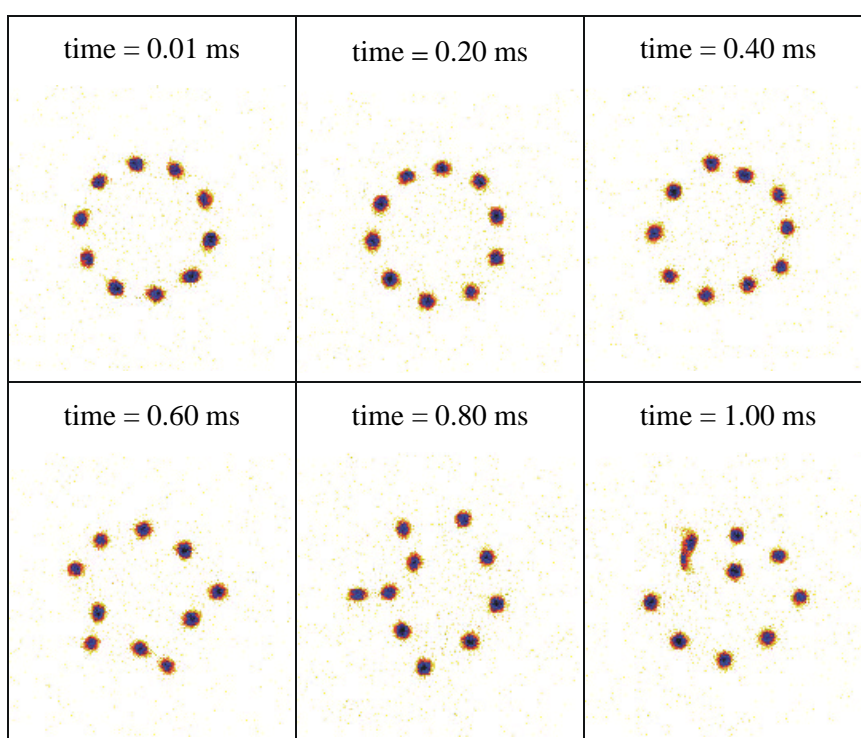 time = 0.01 ms
time = 0.20 ms
time = 0.40 ms
time = 0.60 ms
time = 0.80 ms
time = 1.00 ms